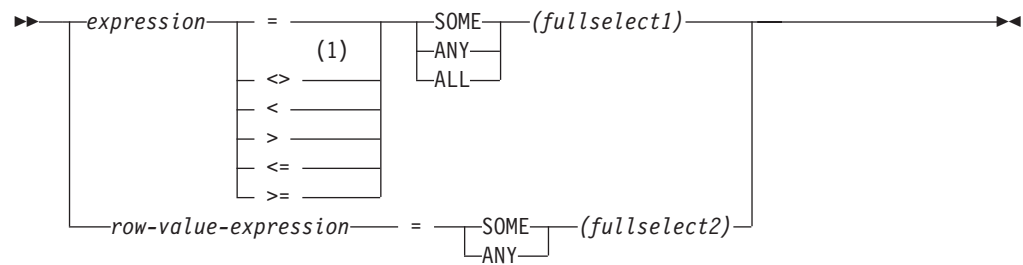 expression = SOME (fullselect1)
(1) ANY
<> ALL
<
>
<=
>=
row-value-expression = SOME (fullselect2)
ANY